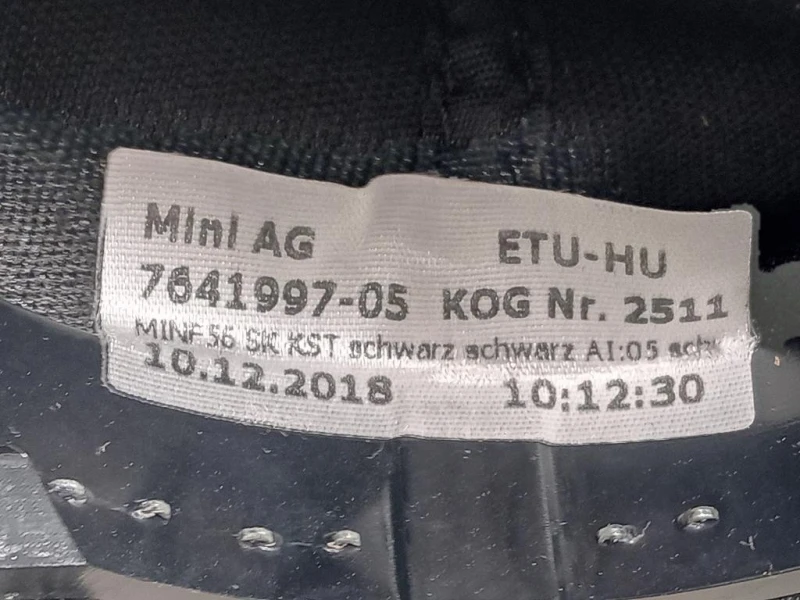 Mini AG ETU-HU
7641997-05 KOG Nr. 2511
MINF56 SK KST schwarz schwarz AI:05
10.12.2018 10:12:30